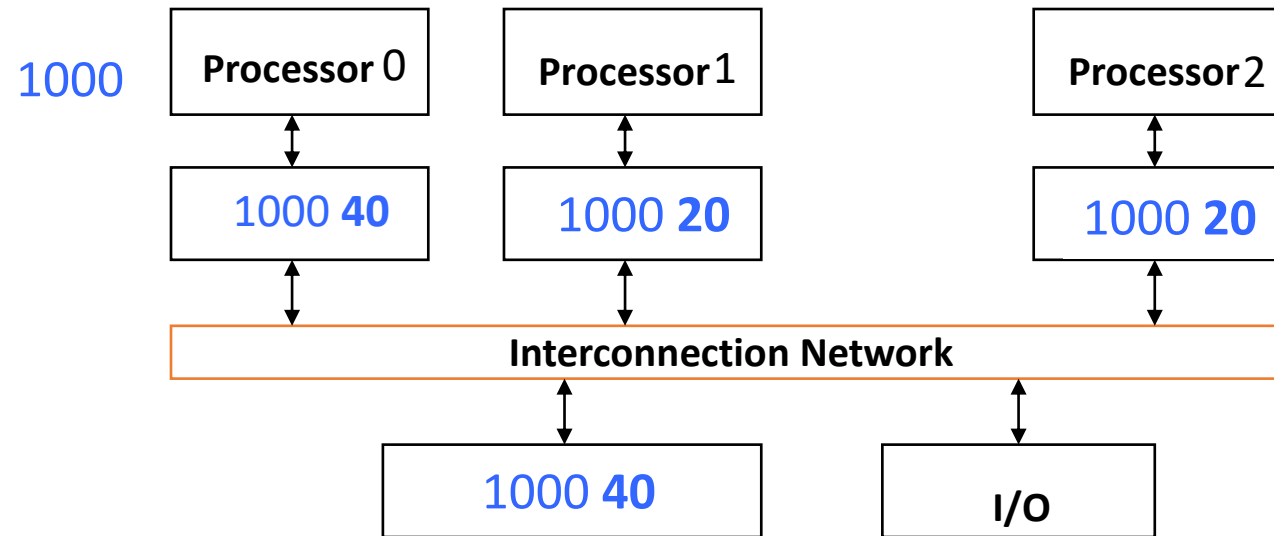 1000
Processor 0
Processor 1
Processor 2
1000 40
1000 20
1000 20
Interconnection Network
1000 40
I/O